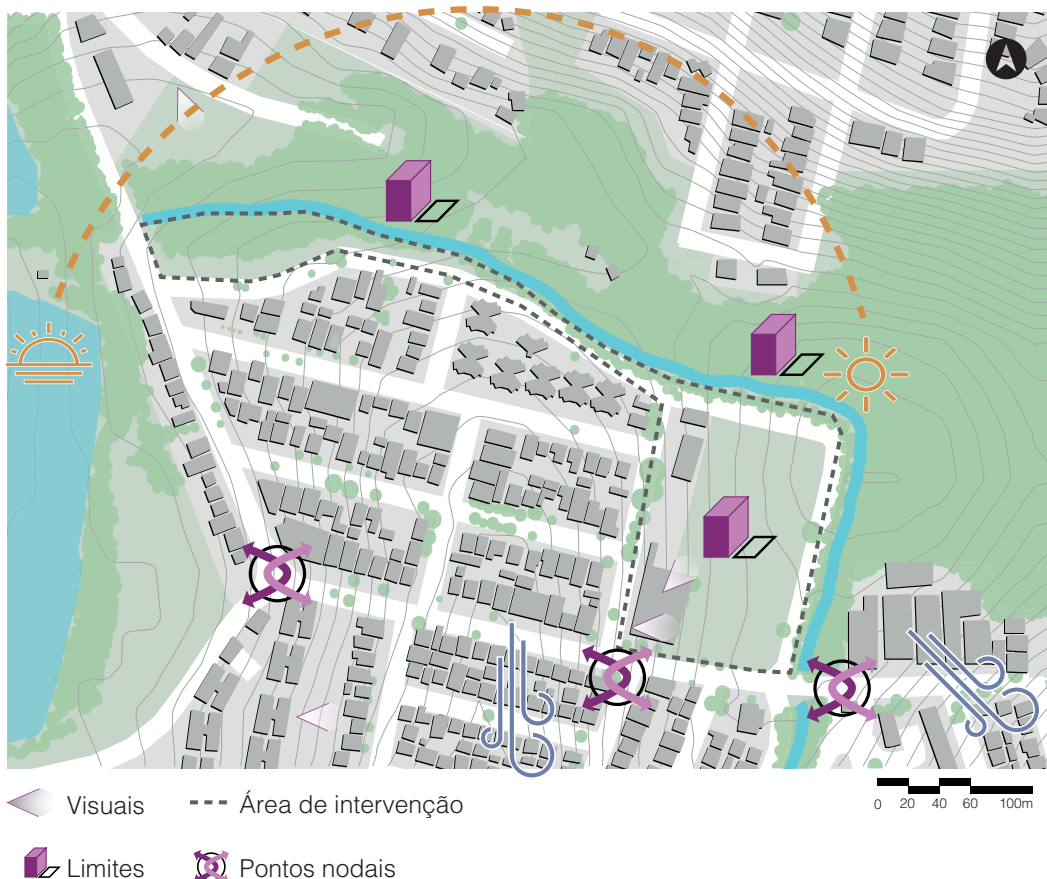 0 20 40 60 100m
Visuais
Área de intervenção
Limites
Pontos nodais